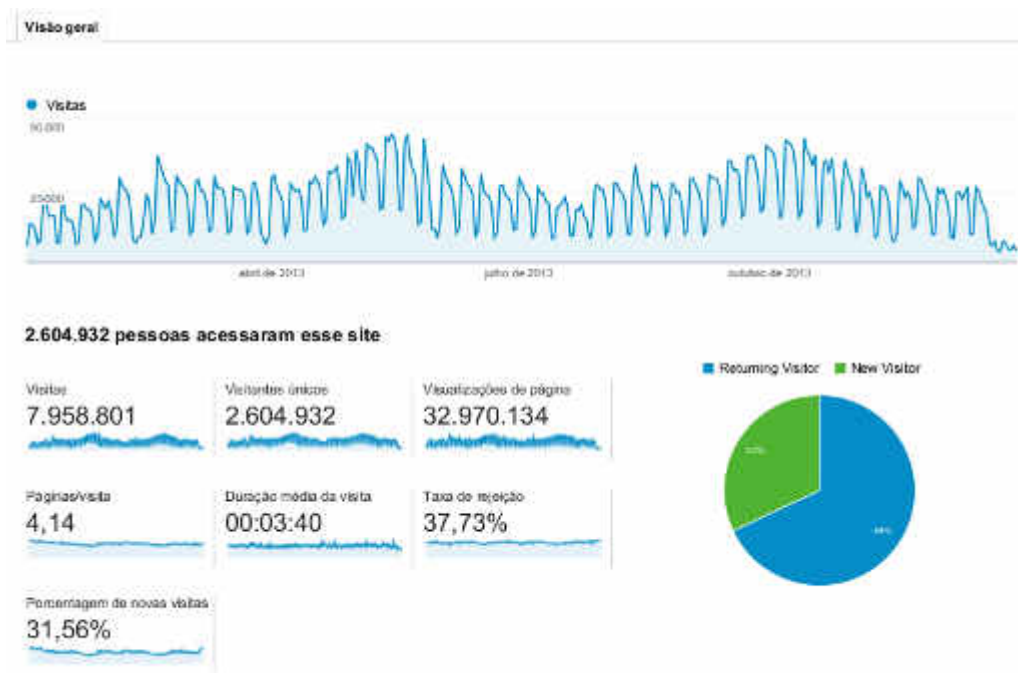 Visão geral
Visitas
50.000
25.000
abril de 2013
julho de 2013
outubro de 2013
2.604.932 pessoas acessaram esse site
Returning Visitor
New Visitor
Visitas
7.958.801
Visitantes únicos
2.604.932
Visualizações de página
32.970.134
Páginas/visita
4,14
Duração média da visita
00:03:40
Taxa de rejeição
37,73%
Porcentagem de novas visitas
31,56%